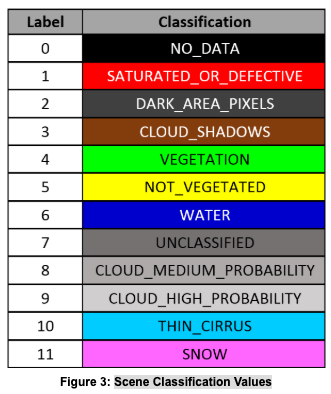 Label Classification
0 NO_DATA
1 SATURATED_OR_DEFECTIVE
2 DARK_AREA_PIXELS
3 CLOUD_SHADOWS
4 VEGETATION
5 NOT_VEGETATED
6 WATER
7 UNCLASSIFIED
8 CLOUD_MEDIUM_PROBABILITY
9 CLOUD_HIGH_PROBABILITY
10 THIN_CIRRUS
11 SNOW
Figure 3: Scene Classification Values